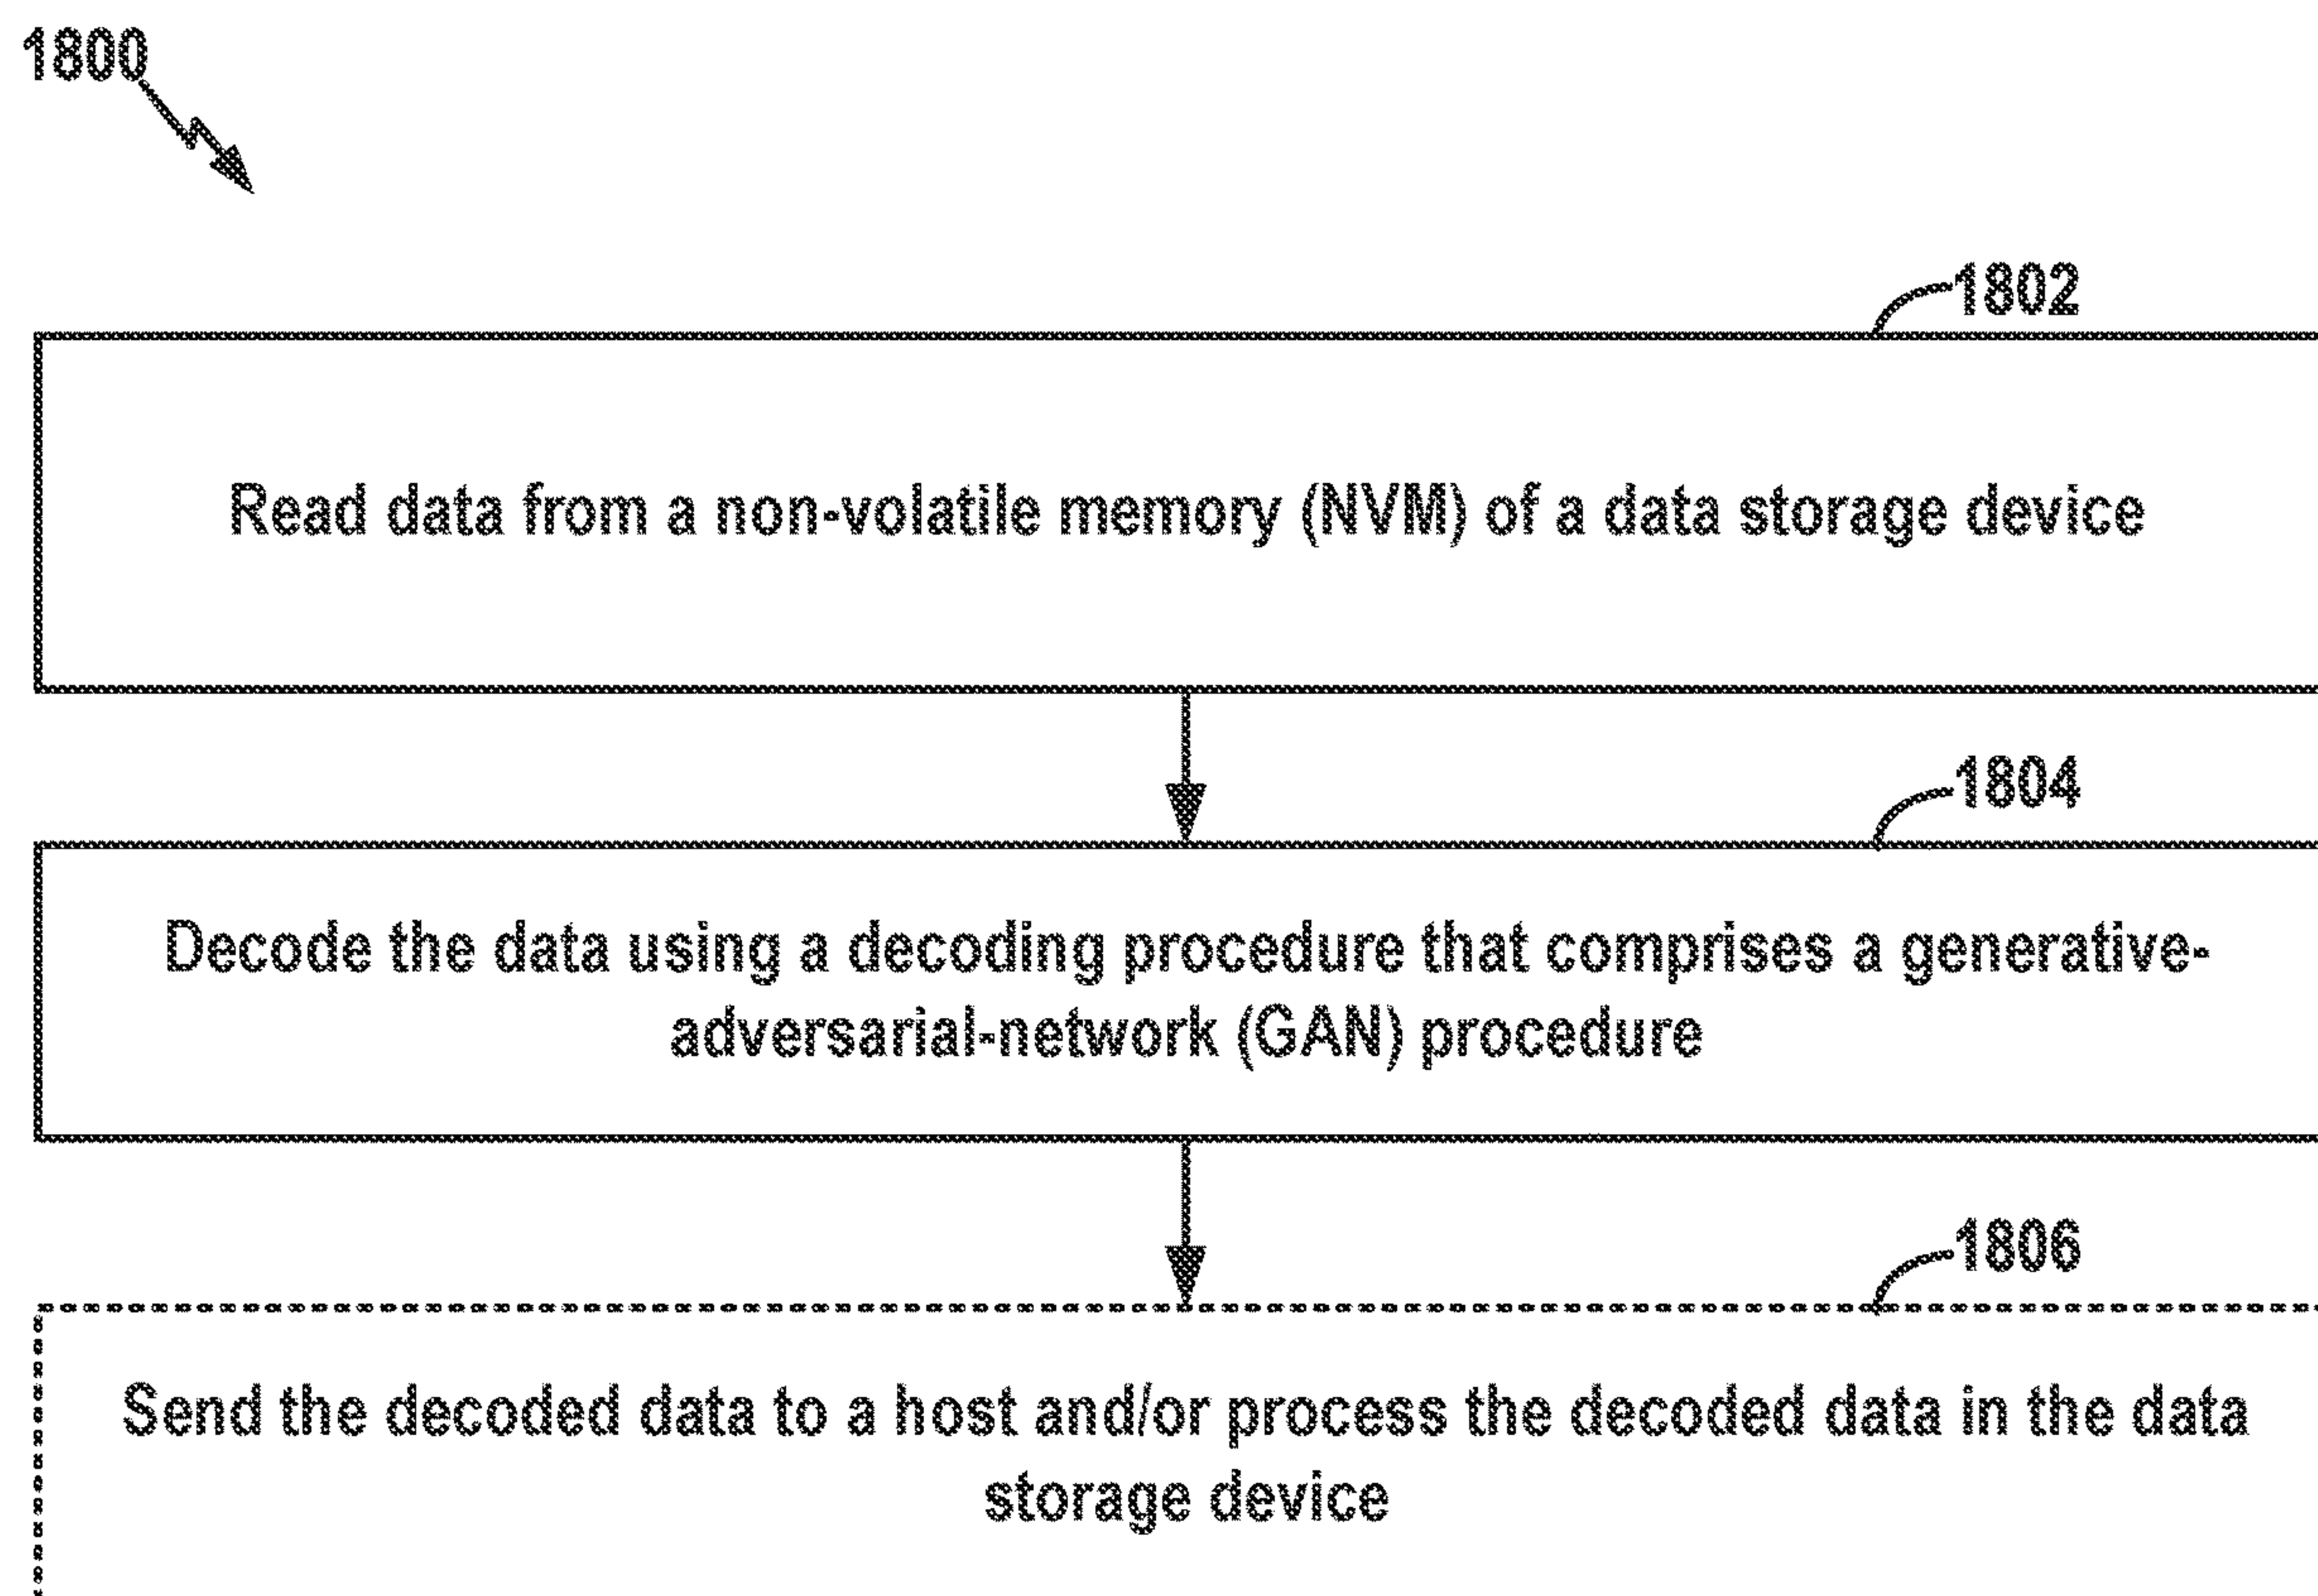 1800
1802
Read data from a non-volatile memory (NVM) of a data storage device
1804
Decode the data using a decoding procedure that comprises a generative-
adversarial-network (GAN) procedure
1806
Send the decoded data to a host and/or process the decoded data in the data
storage device